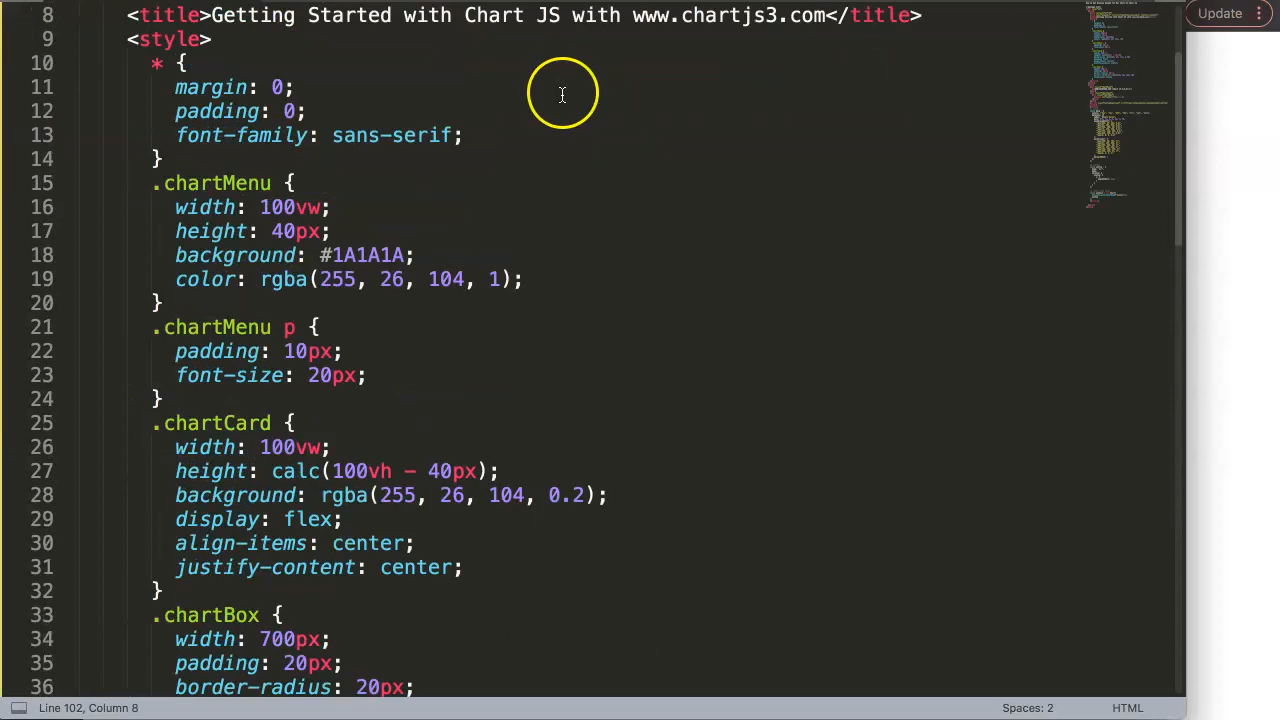 8 <title>Getting Started with Chart JS with www.chartjs3.com</title>
9 <style>
10 * {
11 margin: 0;
12 padding: 0;
13 font-family: sans-serif;
14 }
15 .chartMenu {
16 width: 100vw;
17 height: 40px;
18 background: #1A1A1A;
19 color: rgba(255, 26, 104, 1);
20 }
21 .chartMenu p {
22 padding: 10px;
23 font-size: 20px;
24 }
25 .chartCard {
26 width: 100vw;
27 height: calc(100vh - 40px);
28 background: rgba(255, 26, 104, 0.2);
29 display: flex;
30 align-items: center;
31 justify-content: center;
32 }
33 .chartBox {
34 width: 700px;
35 padding: 20px;
36 border-radius: 20px;
Update
Line 102, Column 8
Spaces: 2
HTML